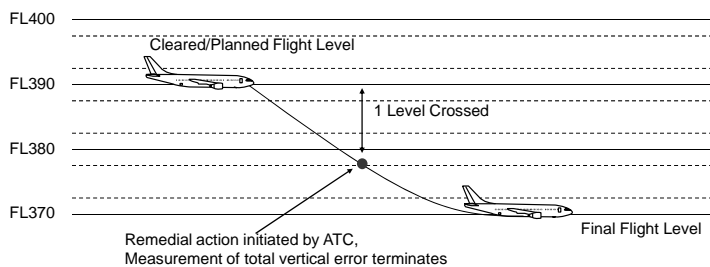 FL400
Cleared/Planned Flight Level
FL390
1 Level Crossed
FL380
FL370
Final Flight Level
Remedial action initiated by ATC,
Measurement of total vertical error terminates